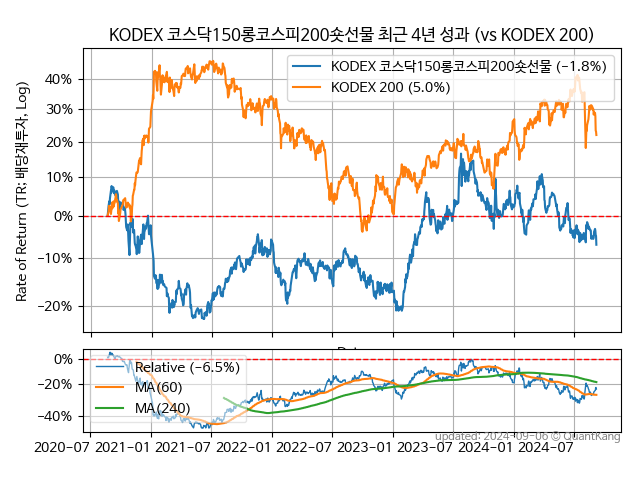 KODEX 코스닥150롱코스피200숏선물 최근 4년 성과 (vs KODEX 200)
Rate of Return (TR: 배당재투자, Log)
40%
30%
20%
10%
0%
−10%
−20%
KODEX 코스닥150롱코스피200숏선물 (−1.8%)
KODEX 200 (5.0%)
0%
−20%
−40%
Relative (−6.5%)
MA(60)
MA(240)
2020-07 2021-01 2021-07 2022-01 2022-07 2023-01 2023-07 2024-01 2024-07
updated: 2024-09-06 © QuantKang